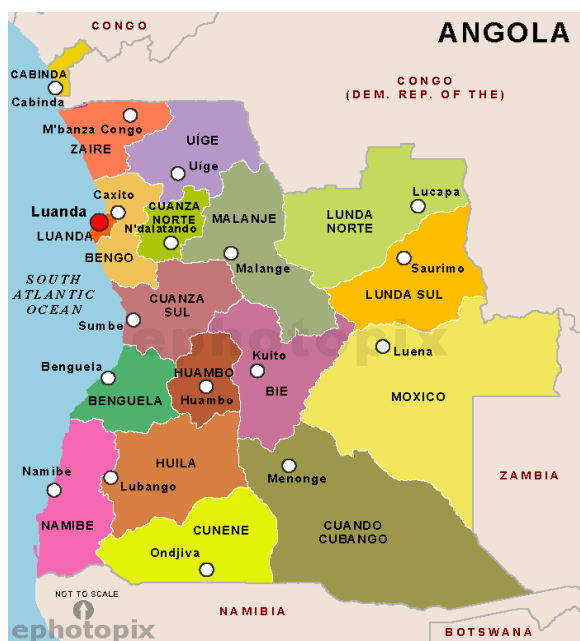 CONGO
ANGOLA
CABINDA
Cabinda
CONGO
(DEM. REP. OF THE)
M'banza Congo
ZAIRE
UÍGE
Uíge
Caxito
CUANZA
NORTE
N'dalatando
MALANJE
Malange
LUNDA
NORTE
Lucapa
Luanda
LUANDA
BENGO
Saurimo
LUNDA SUL
SOUTH
ATLANTIC
OCEAN
CUANZA
SUL
Sumbe
ephotopix
Kuito
BIE
Luena
MOXICO
Benguela
BENGUELA
HUAMBO
Huambo
HUILA
Lubango
Menonge
ZAMBIA
Namibe
NAMIBE
CUNENE
Ondjiva
CUANDO
CUBANGO
NOT TO SCALE
ephotopix
NAMIBIA
BOTSWANA